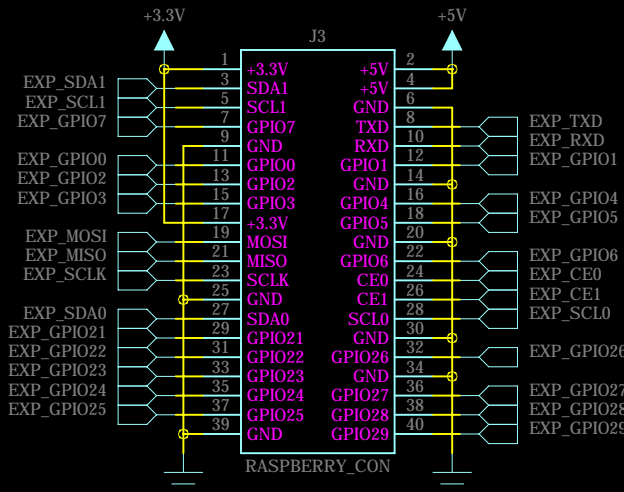 +3.3V
+5V
J3
1 +3.3V +5V 2
EXP_SDA1 3 SDA1 +5V 4
EXP_SCL1 5 SCL1 GND 6
EXP_GPIO7 7 GPIO7 TXD 8 EXP_TXD
9 GND RXD 10 EXP_RXD
EXP_GPIO0 11 GPIO0 GPIO1 12 EXP_GPIO1
EXP_GPIO2 13 GPIO2 GND 14
EXP_GPIO3 15 GPIO3 GPIO4 16 EXP_GPIO4
17 +3.3V GPIO5 18 EXP_GPIO5
EXP_MOSI 19 MOSI GND 20
EXP_MISO 21 MISO GPIO6 22 EXP_GPIO6
EXP_SCLK 23 SCLK CE0 24 EXP_CE0
25 GND CE1 26 EXP_CE1
EXP_SDA0 27 SDA0 SCL0 28 EXP_SCL0
EXP_GPIO21 29 GPIO21 GND 30
EXP_GPIO22 31 GPIO22 GPIO26 32 EXP_GPIO26
EXP_GPIO23 33 GPIO23 GND 34
EXP_GPIO24 35 GPIO24 GPIO27 36 EXP_GPIO27
EXP_GPIO25 37 GPIO25 GPIO28 38 EXP_GPIO28
39 GND GPIO29 40 EXP_GPIO29
RASPBERRY_CON